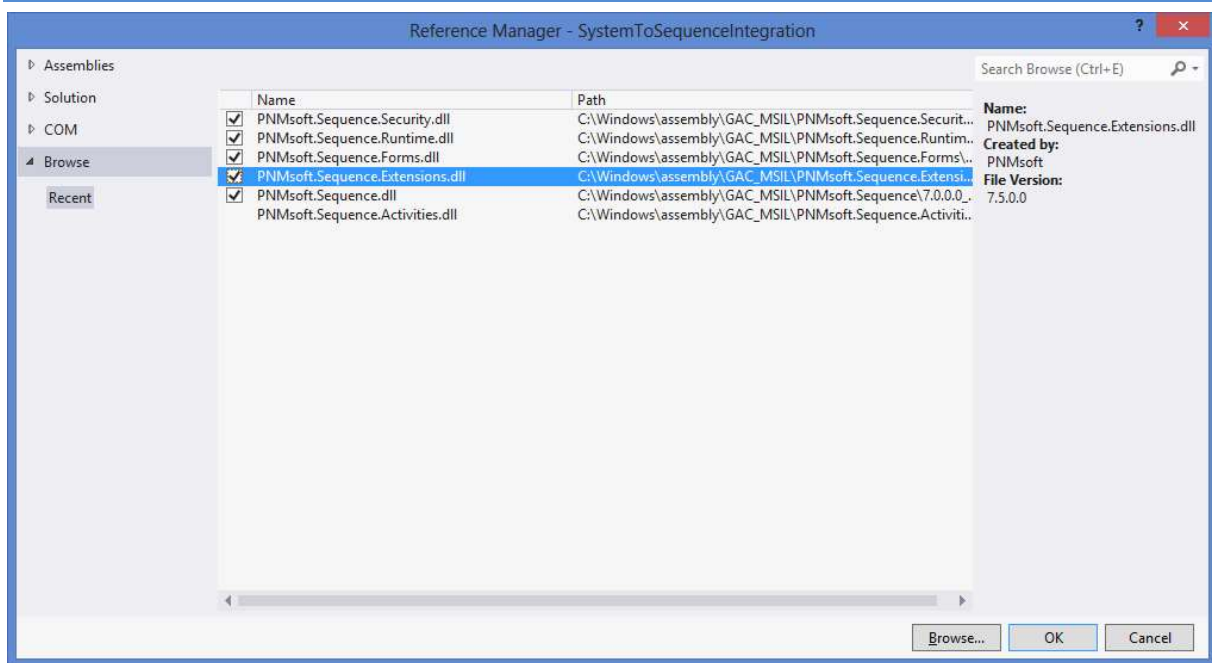 Reference Manager - SystemToSequenceIntegration ? ×
Assemblies
Solution
COM
Browse
Recent
Name Path
PNMsoft.Sequence.Security.dll C:\Windows\assembly\GAC_MSIL\PNMsoft.Sequence.Securit...
PNMsoft.Sequence.Runtime.dll C:\Windows\assembly\GAC_MSIL\PNMsoft.Sequence.Runtim...
PNMsoft.Sequence.Forms.dll C:\Windows\assembly\GAC_MSIL\PNMsoft.Sequence.Forms\...
PNMsoft.Sequence.Extensions.dll C:\Windows\assembly\GAC_MSIL\PNMsoft.Sequence.Extensi...
PNMsoft.Sequence.dll C:\Windows\assembly\GAC_MSIL\PNMsoft.Sequence\7.0.0.0_...
PNMsoft.Sequence.Activities.dll C:\Windows\assembly\GAC_MSIL\PNMsoft.Sequence.Activiti...
Search Browse (Ctrl+E)
Name:
PNMsoft.Sequence.Extensions.dll
Created by:
PNMsoft
File Version:
7.5.0.0
Browse... OK Cancel